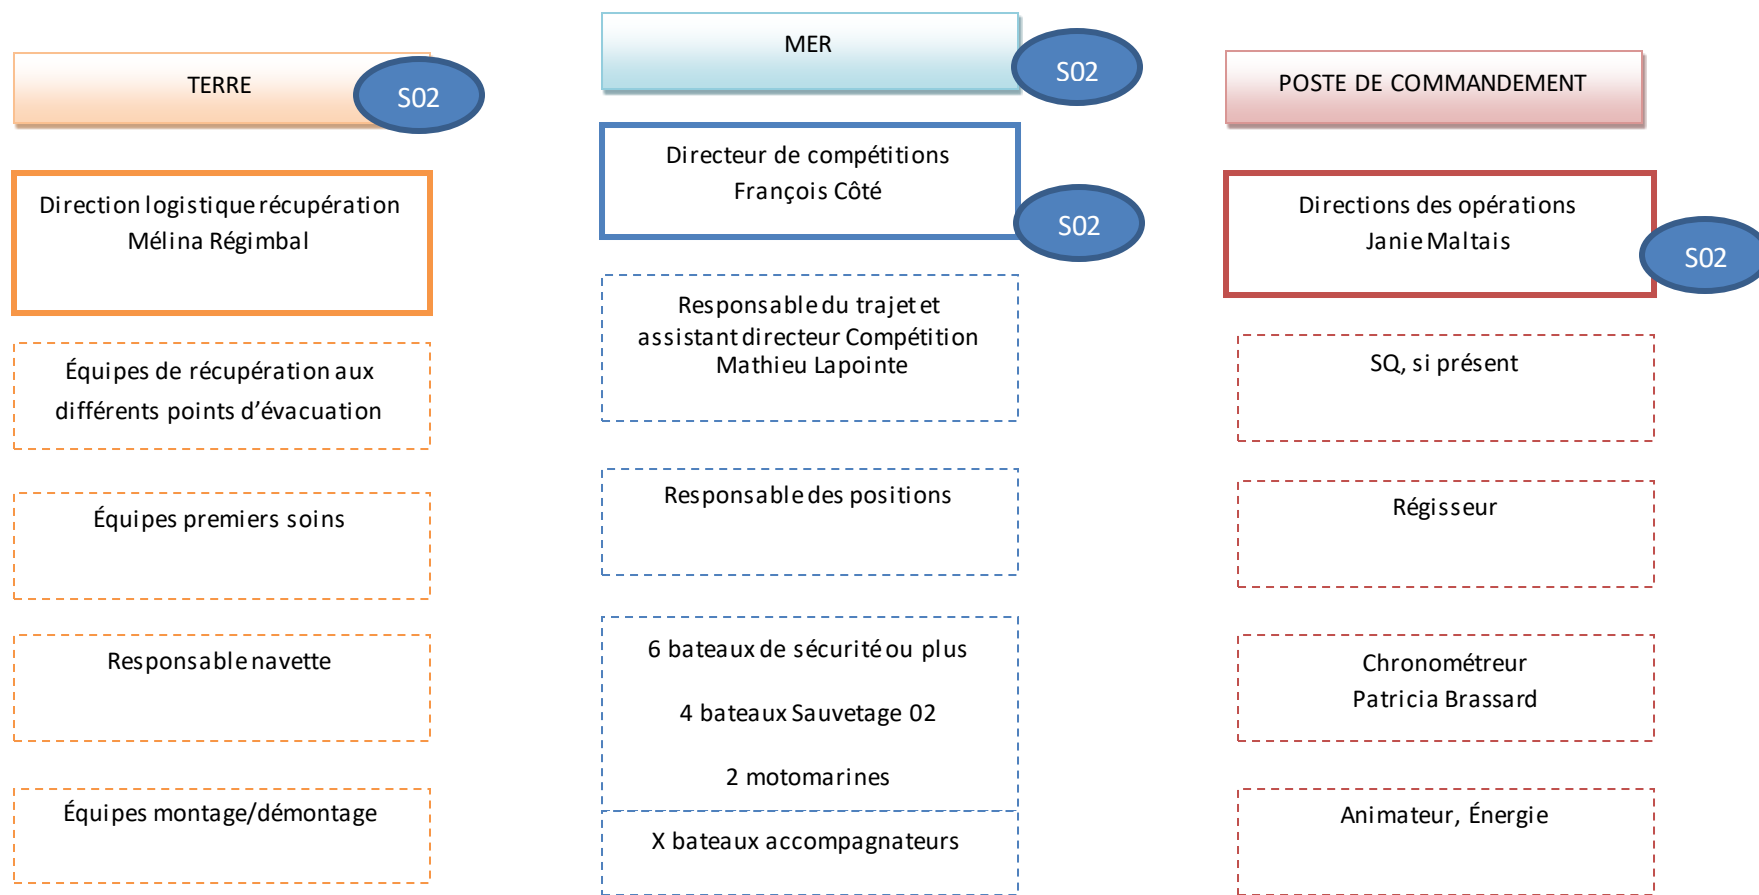 TERRE
S02
Direction logistique récupération
Mélina Régimbal
Équipes de récupération aux
différents points d'évacuation
Équipes premiers soins
Responsable navette
Équipes montage/démontage
MER
S02
Directeur de compétitions
François Côté
S02
Responsable du trajet et
assistant directeur Compétition
Mathieu Lapointe
Responsable des positions
6 bateaux de sécurité ou plus
4 bateaux Sauvetage 02
2 motomarines
X bateaux accompagnateurs
POSTE DE COMMANDEMENT
Directions des opérations
Janie Maltais
S02
SQ, si présent
Régisseur
Chronométreur
Patricia Brassard
Animateur, Énergie